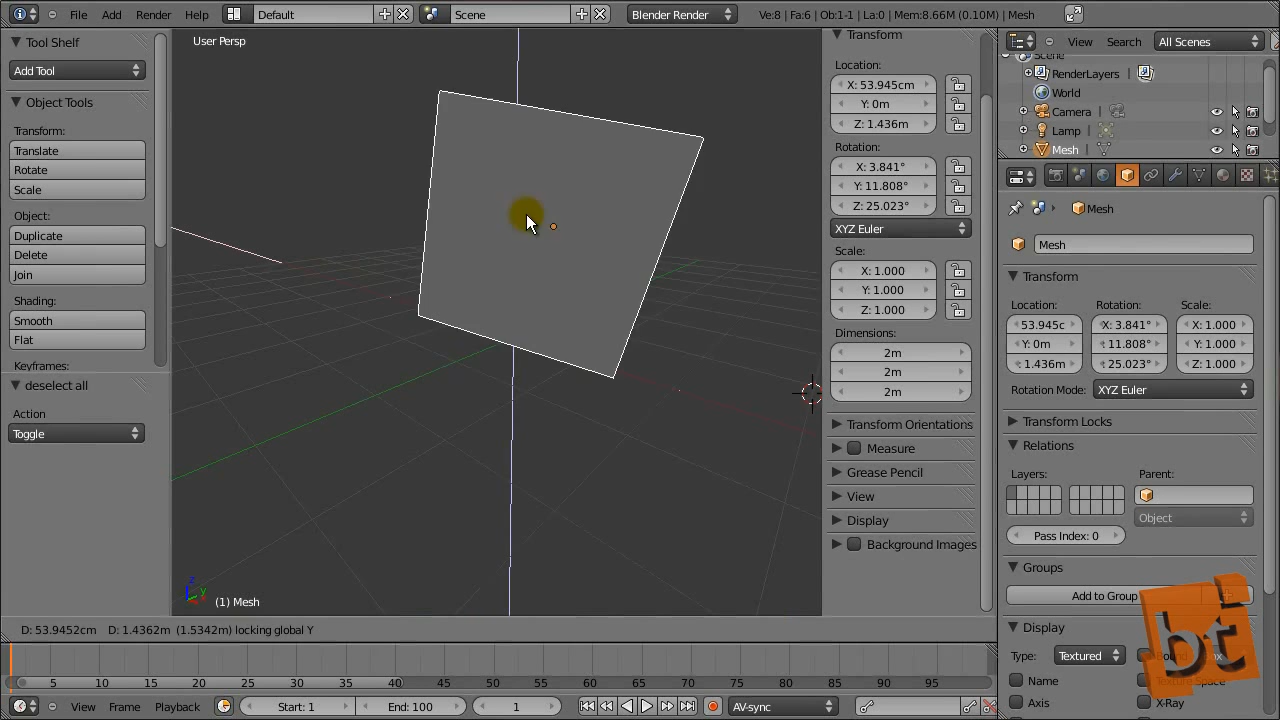 File Add Render Help Default Scene Blender Render Ve:8 | Fa:6 | Ob:1-1 | La:0 | Mem:8.66M (0.10M) | Mesh
Tool Shelf
Add Tool
Object Tools
Transform:
Translate
Rotate
Scale
Object:
Duplicate
Delete
Join
Shading:
Smooth
Flat
Keyframes:
deselect all
Action
Toggle
User Persp
(1) Mesh
Transform
Location:
X: 53.945cm
Y: 0m
Z: 1.436m
Rotation:
X: 3.841°
Y: 11.808°
Z: 25.023°
XYZ Euler
Scale:
X: 1.000
Y: 1.000
Z: 1.000
Dimensions:
2m
2m
2m
Transform Orientations
Measure
Grease Pencil
View
Display
Background Images
View Search All Scenes
Scene
RenderLayers
World
Camera
Lamp
Mesh
Mesh
Mesh
Transform
Location: Rotation: Scale:
53.945c X: 3.841° X: 1.000
Y: 0m 11.808° Y: 1.000
1.436m 25.023° Z: 1.000
Rotation Mode: XYZ Euler
Transform Locks
Relations
Layers: Parent:
Object
Pass Index: 0
Groups
Add to Group
Display
Type: Textured
Name
Axis X-Ray
bt
D: 53.9452cm D: 1.4362m (1.5342m) locking global Y
5 10 15 20 25 30 35 40 45 50 55 60 65 70 75 80 85 90 95
View Frame Playback Start: 1 End: 100 1 AV-sync